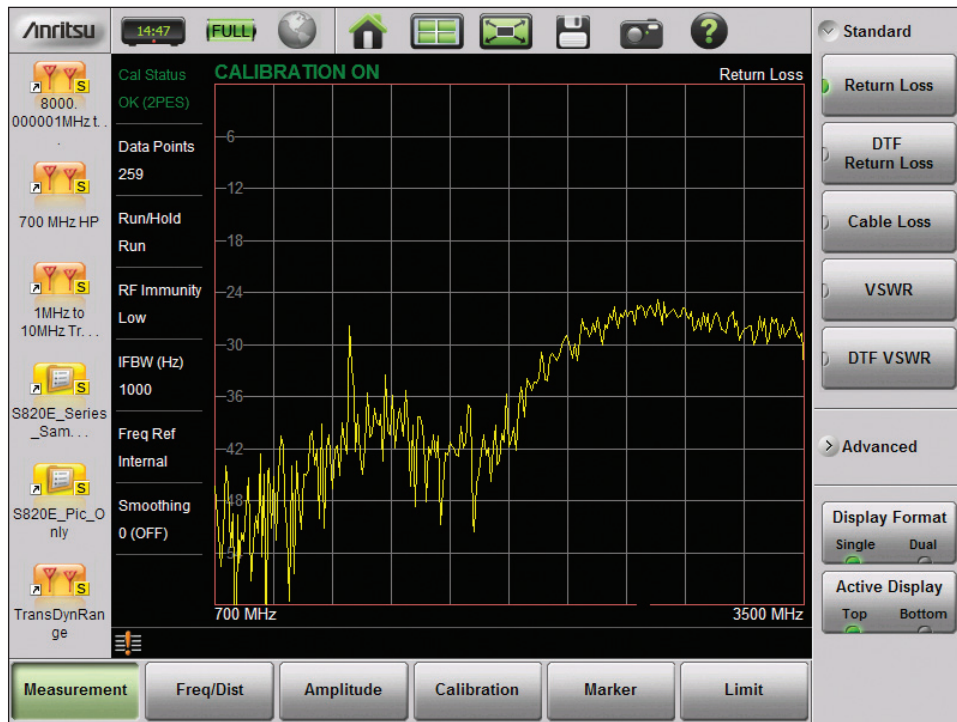 Anritsu
14:47
FULL
?
Standard
S
8000.
000001MHz t. .
.
S
700 MHz HP
S
1MHz to
10MHz Tr. . .
S
S820E_Series
_Sam. . .
S
S820E_Pic_O
nly
S
TransDynRan
ge
Cal Status
OK (2PES)
Data Points
259
Run/Hold
Run
RF Immunity
Low
IFBW (Hz)
1000
Freq Ref
Internal
Smoothing
0 (OFF)
CALIBRATION ON
Return Loss
-6
-12
-18
-24
-30
-36
-42
-48
700 MHz
3500 MHz
Return Loss
DTF
Return Loss
Cable Loss
VSWR
DTF VSWR
Advanced
Display Format
Single Dual
Active Display
Top Bottom
Measurement
Freq/Dist
Amplitude
Calibration
Marker
Limit